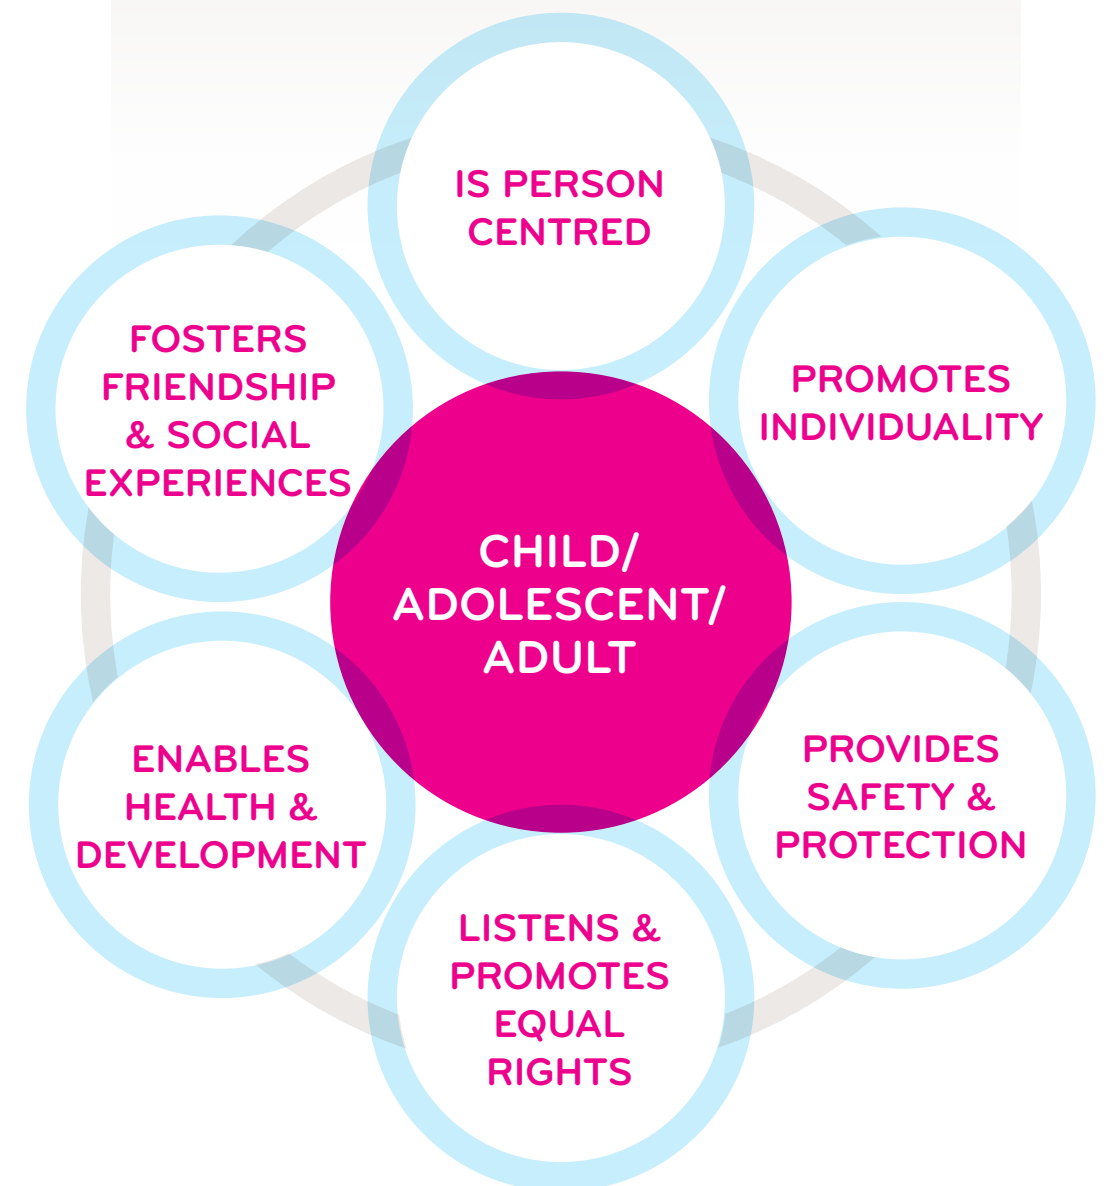 IS PERSON
CENTRED
PROMOTES
INDIVIDUALITY
PROVIDES
SAFETY &
PROTECTION
LISTENS &
PROMOTES
EQUAL
RIGHTS
ENABLES
HEALTH &
DEVELOPMENT
FOSTERS
FRIENDSHIP
& SOCIAL
EXPERIENCES
CHILD/
ADOLESCENT/
ADULT